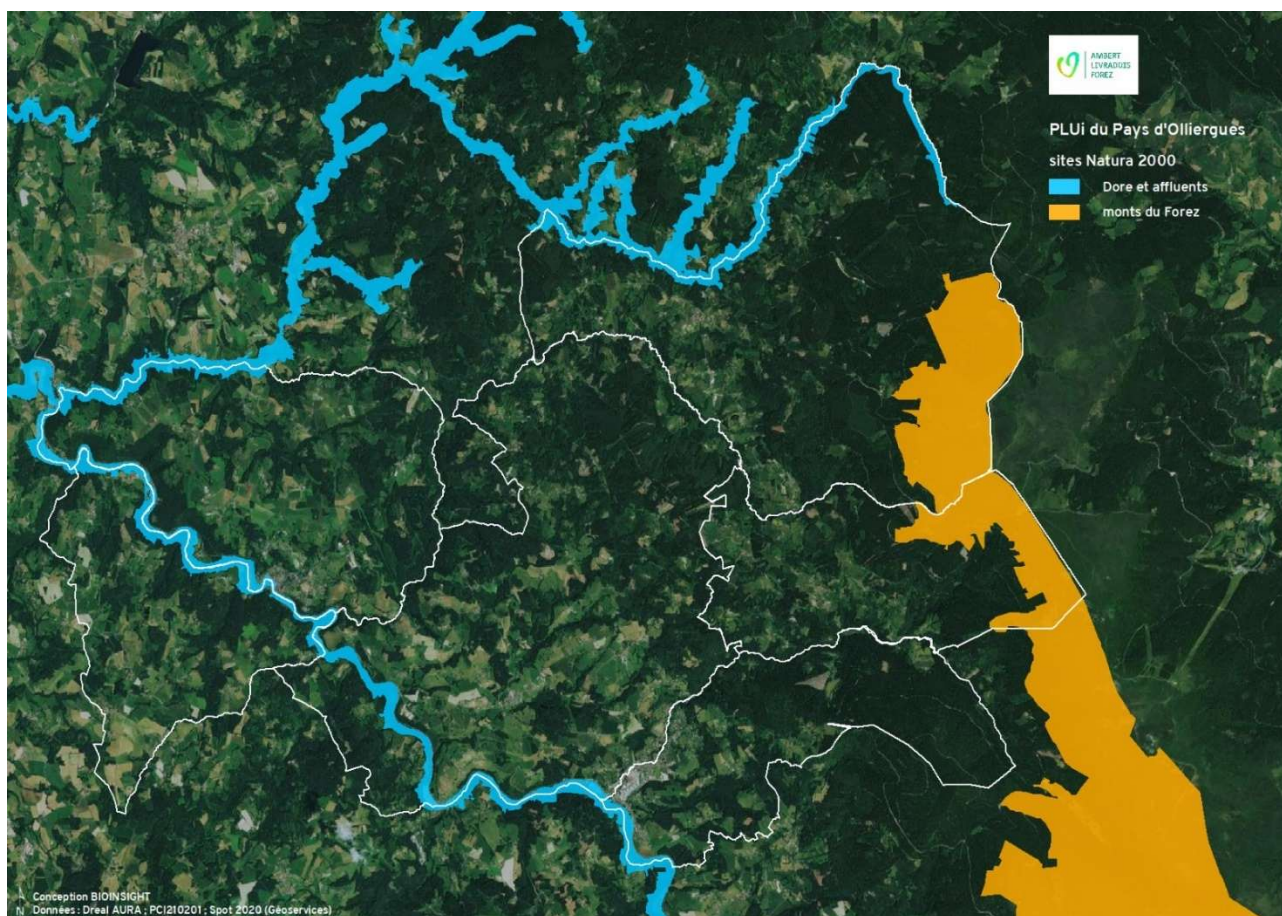 AMBERT
LIVRADOIS
FOREZ
PLUi du Pays d'Olliergues
sites Natura 2000
Dore et affluents
monts du Forez
Conception BIOINSIGHT
N Données : Dreal AURA ; PCI210201 ; Spot 2020 (Géoservices)